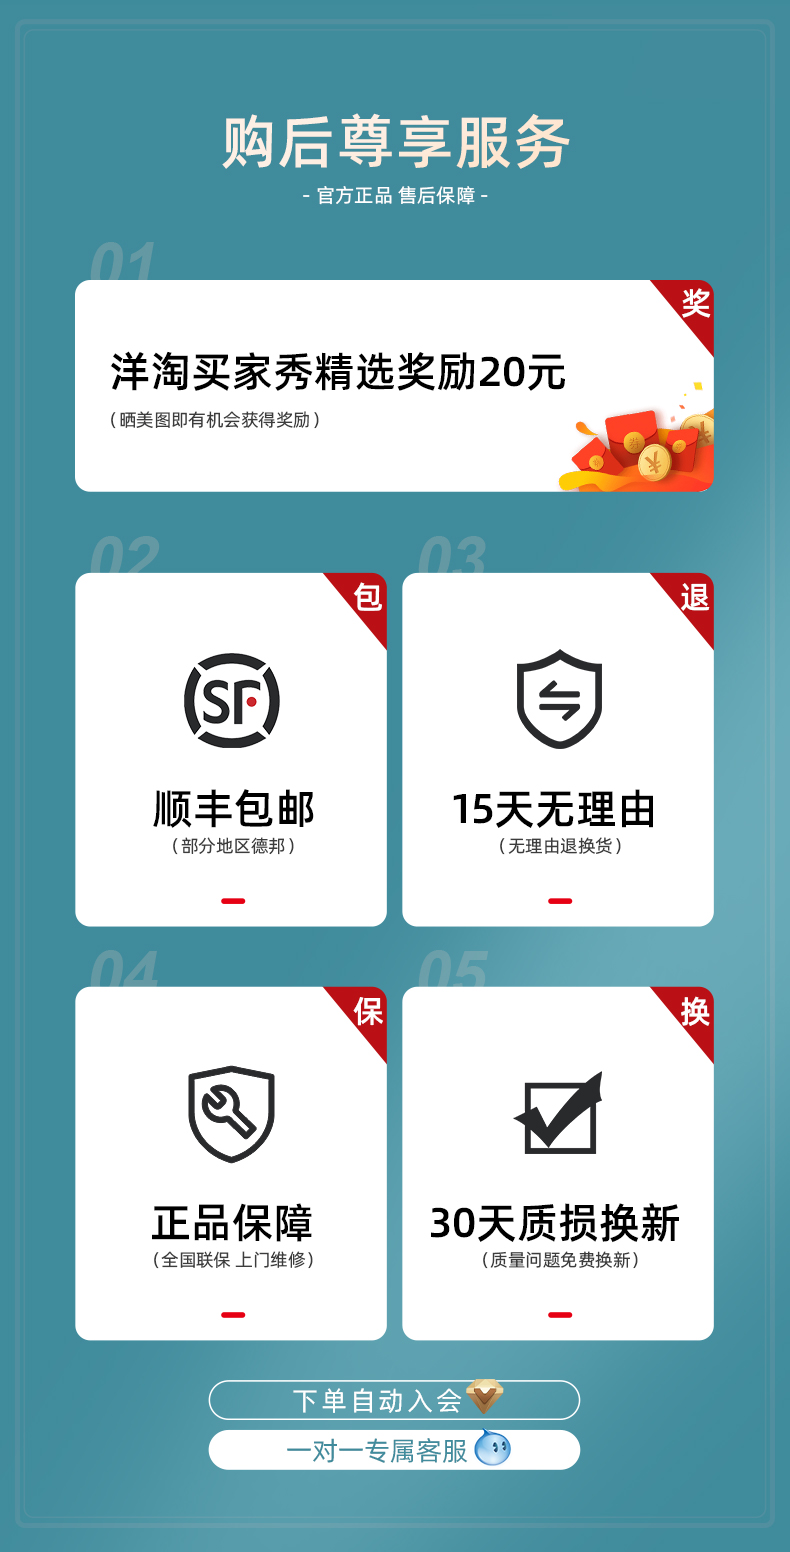 购后尊享服务
- 官方正品 售后保障 -
01
奖
洋淘买家秀精选奖励20元
（晒美图即有机会获得奖励）
02
包
SF
顺丰包邮
（部分地区德邦）
03
退
15天无理由
（无理由退换货）
04
保
正品保障
（全国联保 上门维修）
05
换
30天质损换新
（质量问题免费换新）
下单自动入会
一对一专属客服